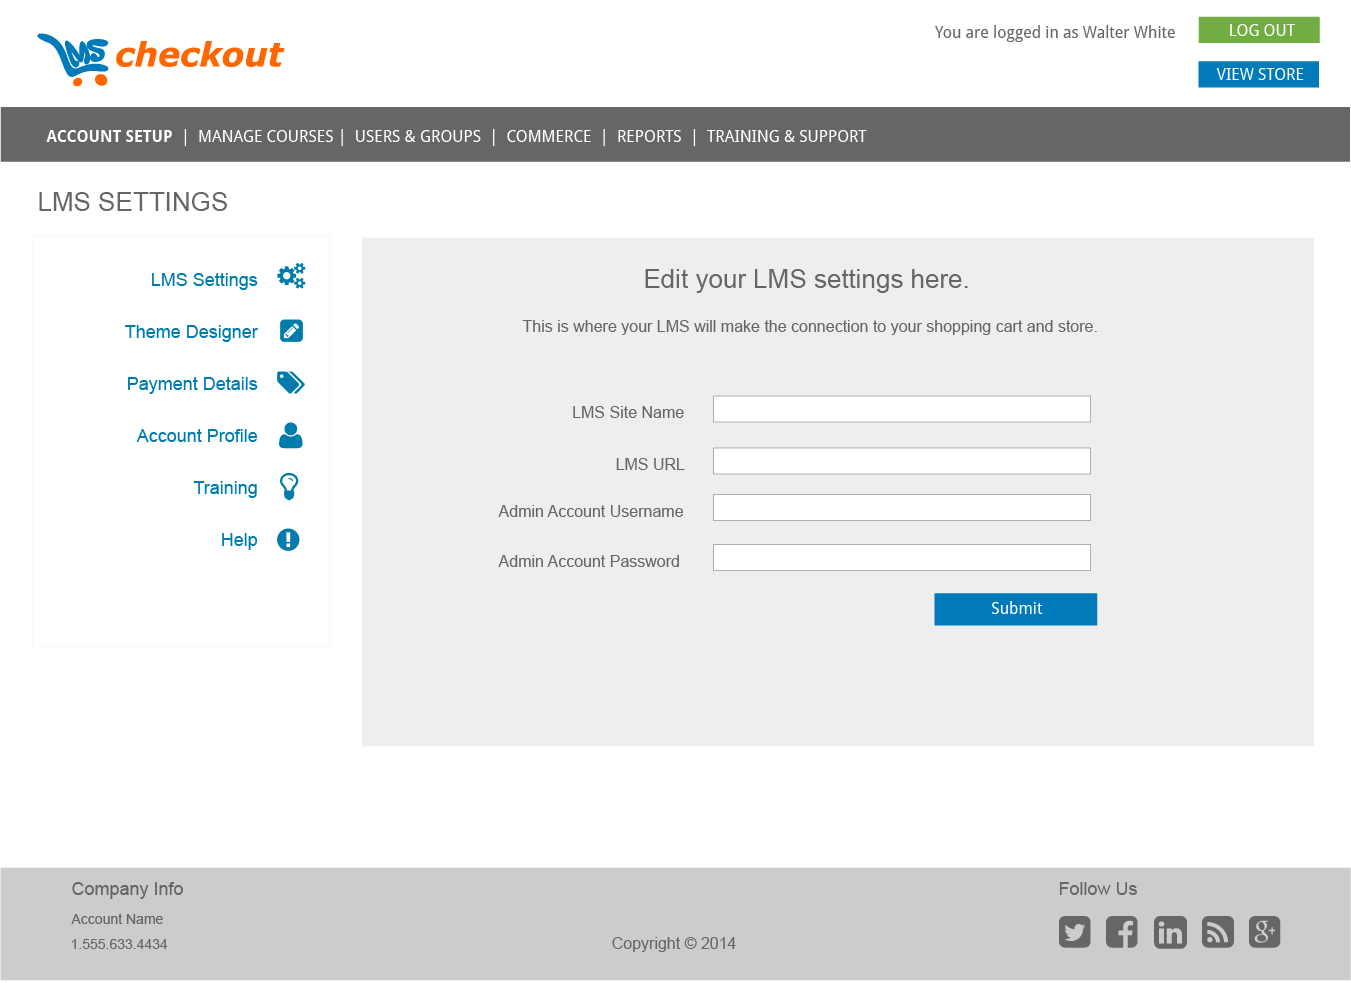 LMS checkout
You are logged in as Walter White
LOG OUT
VIEW STORE
ACCOUNT SETUP | MANAGE COURSES | USERS & GROUPS | COMMERCE | REPORTS | TRAINING & SUPPORT
LMS SETTINGS
LMS Settings
Theme Designer
Payment Details
Account Profile
Training
Help
Edit your LMS settings here.
This is where your LMS will make the connection to your shopping cart and store.
LMS Site Name
LMS URL
Admin Account Username
Admin Account Password
Submit
Company Info
Account Name
1.555.633.4434
Copyright © 2014
Follow Us